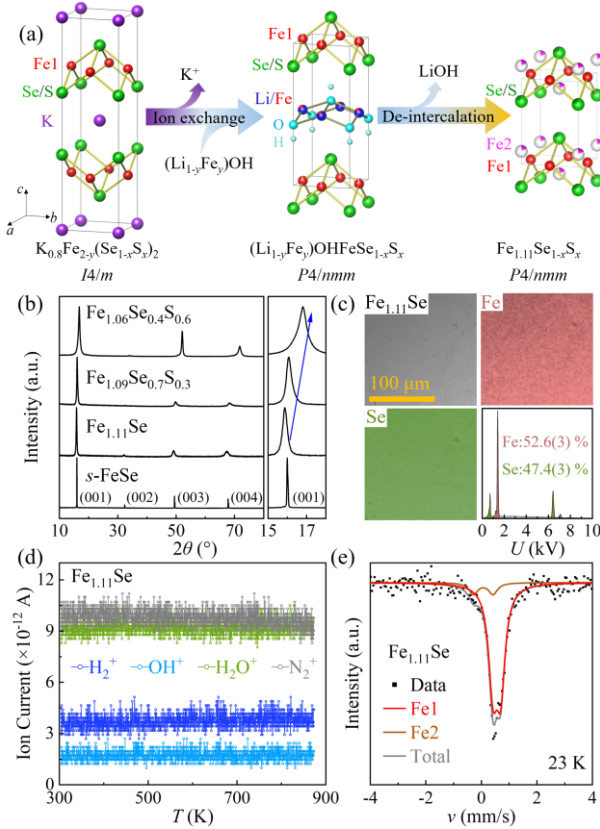 (a)
Fe1
Se/S
K
c
a
b
K⁺
Ion exchange
(Li₁₋yFey)OH
Fe1
Se/S
Li/Fe
O
H
LiOH
De-intercalation
Se/S
Fe2
Fe1
K₀.₈Fe₂₋y(Se₁₋xSx)₂
(Li₁₋yFey)OHFeSe₁₋xSx
Fe₁.₁₁Se₁₋xSx
I4/m
P4/nmm
P4/nmm
(b)
Fe₁.₀₆Se₀.₄S₀.₆
Fe₁.₀₉Se₀.₇S₀.₃
Fe₁.₁₁Se
s-FeSe
(001) (002) (003) (004)
(001)
Intensity (a.u.)
10 30 50 70
15 17
2θ (°)
(c)
Fe₁.₁₁Se
Fe
100 μm
Se
Fe:52.6(3) %
Se:47.4(3) %
0 2 4 6 8 10
U (kV)
(d)
Fe₁.₁₁Se
12
9
6
3
0
H₂⁺ OH⁺ H₂O⁺ N₂⁺
Ion Current (×10⁻¹² A)
300 500 700 900
T (K)
(e)
Fe₁.₁₁Se
Data
Fe1
Fe2
Total
23 K
Intensity (a.u.)
-4 -2 0 2 4
v (mm/s)